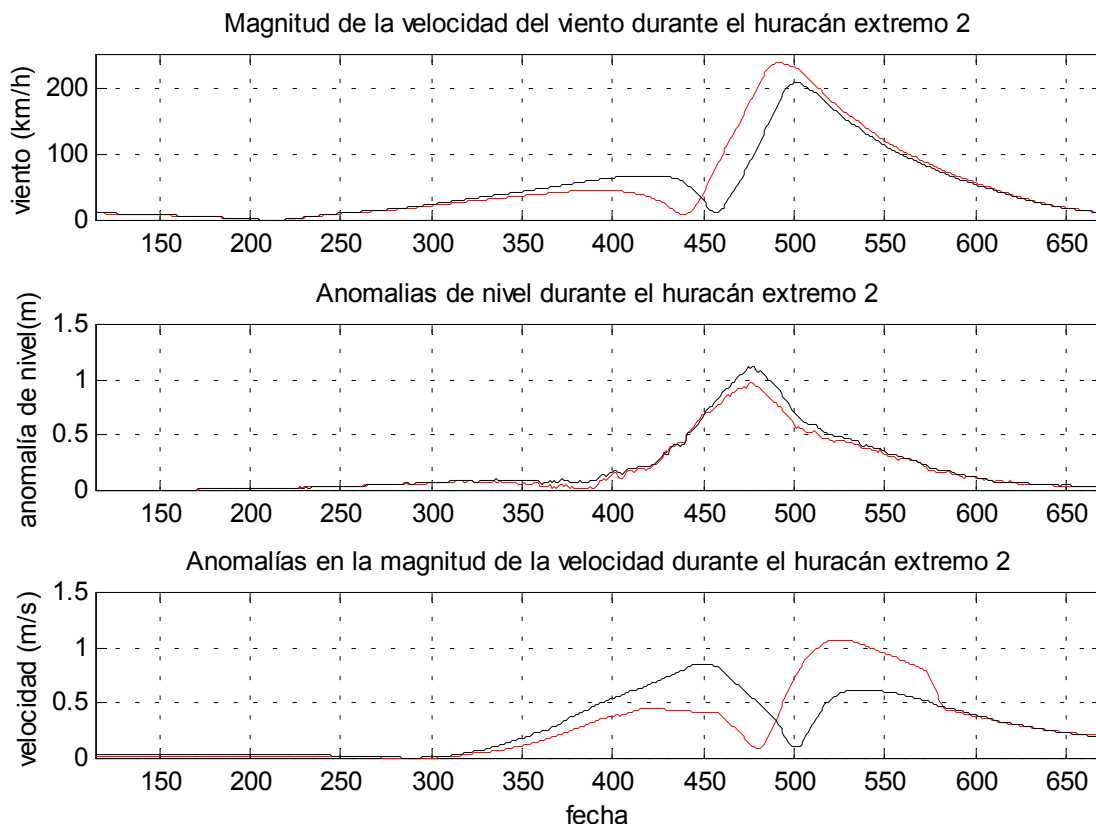 Magnitud de la velocidad del viento durante el huracán extremo 2
viento (km/h)
200
100
0
150 200 250 300 350 400 450 500 550 600 650
Anomalias de nivel durante el huracán extremo 2
anomalía de nivel(m)
1.5
1
0.5
0
150 200 250 300 350 400 450 500 550 600 650
Anomalías en la magnitud de la velocidad durante el huracán extremo 2
velocidad (m/s)
1.5
1
0.5
0
150 200 250 300 350 400 450 500 550 600 650
fecha